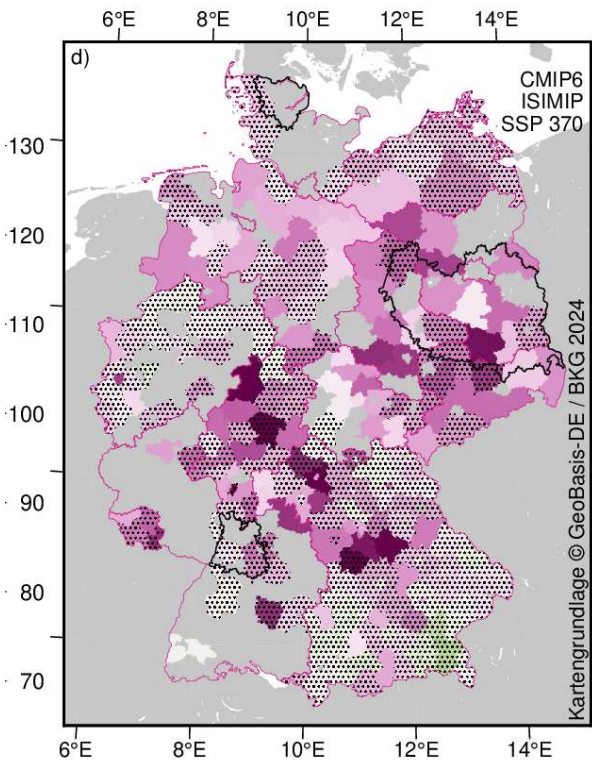 6°E 8°E 10°E 12°E 14°E
d)
CMIP6
ISIMIP
SSP 370
130
120
110
100
90
80
70
Kartengrundlage © GeoBasis-DE / BKG 2024
6°E 8°E 10°E 12°E 14°E